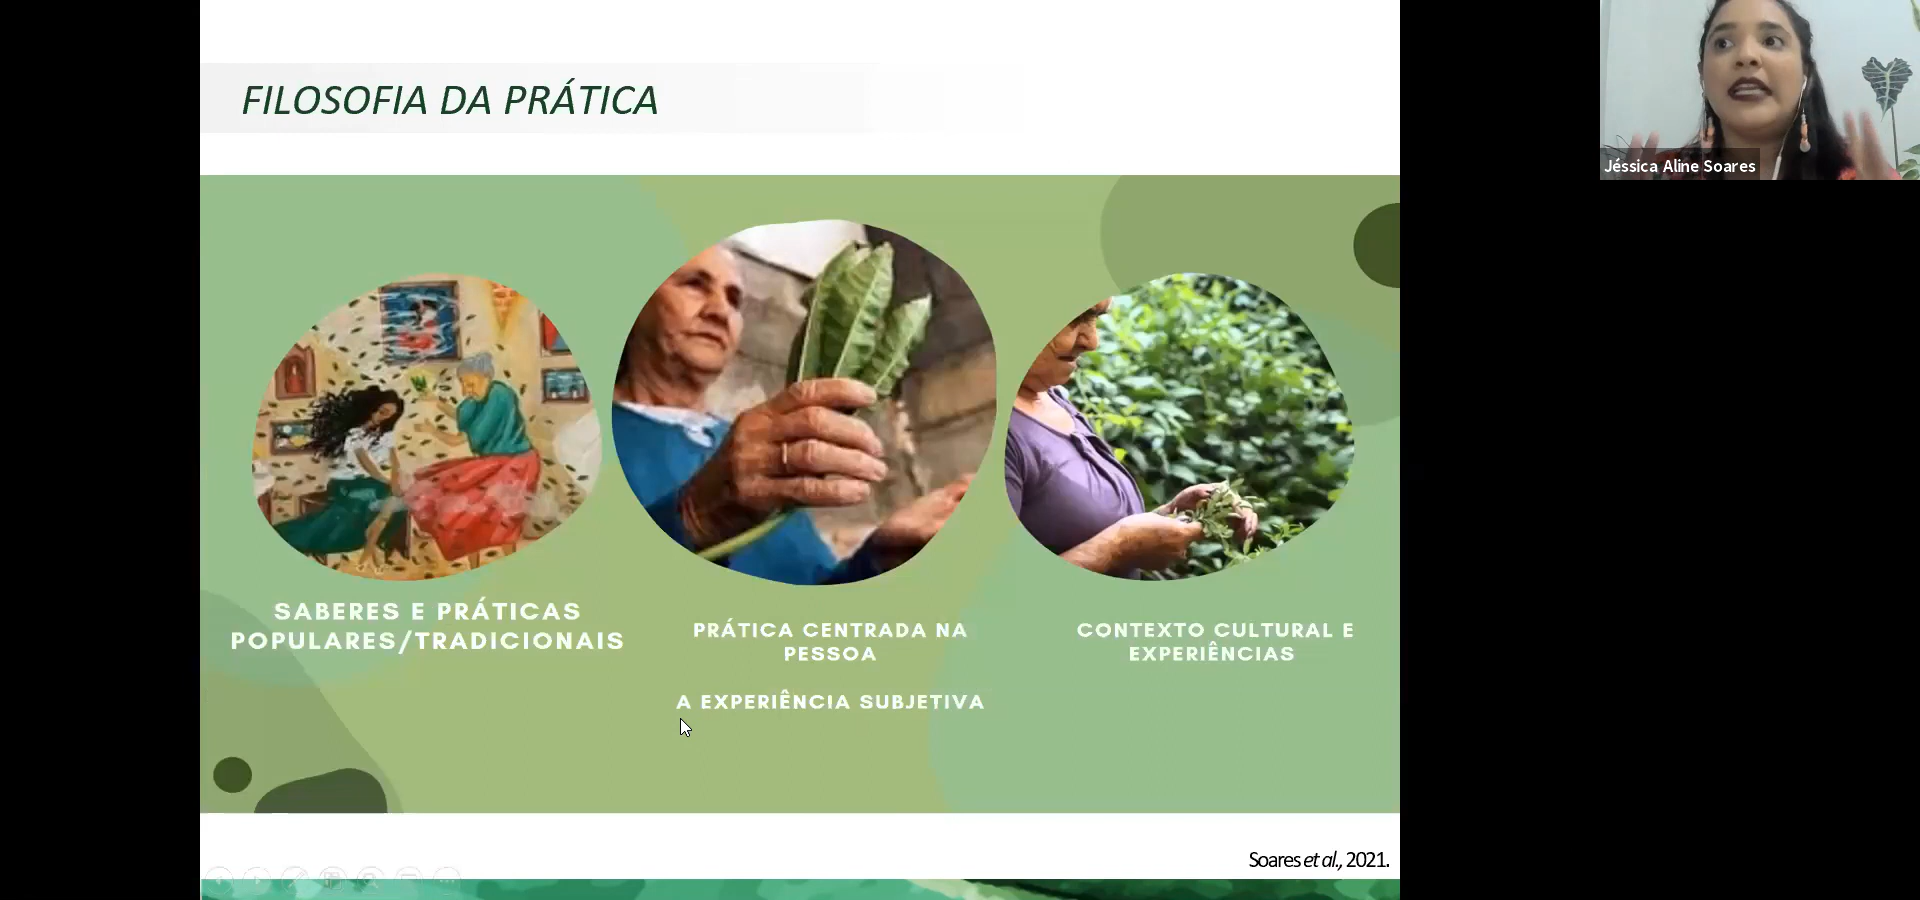 FILOSOFIA DA PRÁTICA
Jéssica Aline Soares
SABERES E PRÁTICAS
POPULARES/TRADICIONAIS
PRÁTICA CENTRADA NA
PESSOA
A EXPERIÊNCIA SUBJETIVA
CONTEXTO CULTURAL E
EXPERIÊNCIAS
Soares et al., 2021.